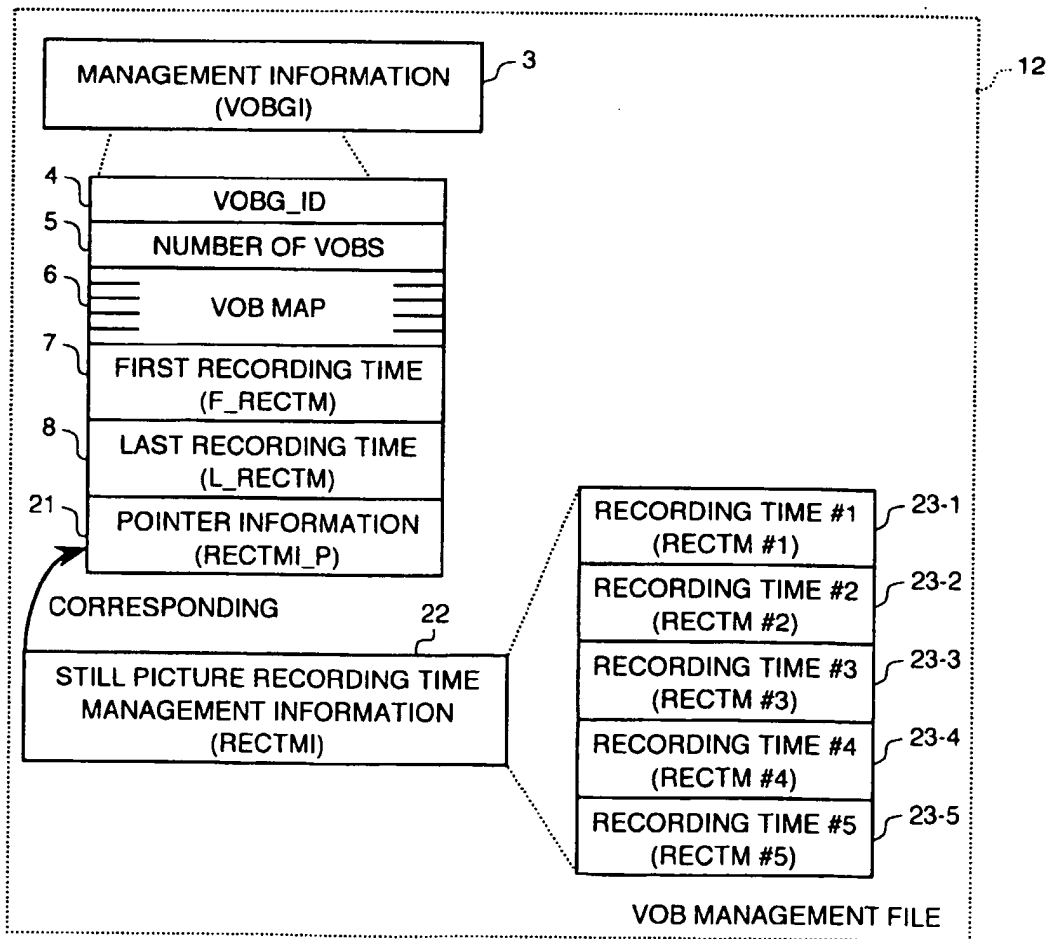 MANAGEMENT INFORMATION
(VOBGI)
3
12
4
VOBG_ID
5
NUMBER OF VOBS
6
VOB MAP
7
FIRST RECORDING TIME
(F_RECTM)
8
LAST RECORDING TIME
(L_RECTM)
21
POINTER INFORMATION
(RECTMI_P)
CORRESPONDING
22
STILL PICTURE RECORDING TIME
MANAGEMENT INFORMATION
(RECTMI)
RECORDING TIME #1
(RECTM #1)
23-1
RECORDING TIME #2
(RECTM #2)
23-2
RECORDING TIME #3
(RECTM #3)
23-3
RECORDING TIME #4
(RECTM #4)
23-4
RECORDING TIME #5
(RECTM #5)
23-5
VOB MANAGEMENT FILE